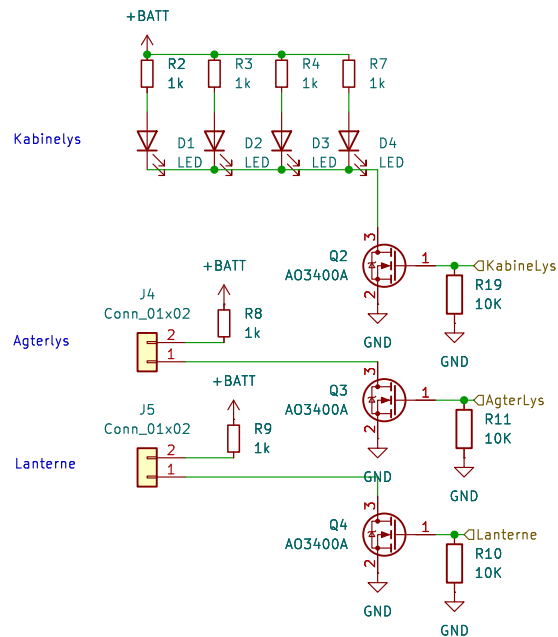 +BATT
R2
1k
R3
1k
R4
1k
R7
1k
Kabinelys
D1
LED
D2
LED
D3
LED
D4
LED
3
Q2
AO3400A
1
2
KabineLys
R19
10K
GND
GND
+BATT
J4
Conn_01x02
R8
1k
2
1
Agterlys
3
Q3
AO3400A
1
2
AgterLys
R11
10K
GND
GND
+BATT
J5
Conn_01x02
R9
1k
2
1
Lanterne
3
Q4
AO3400A
1
2
Lanterne
R10
10K
GND
GND